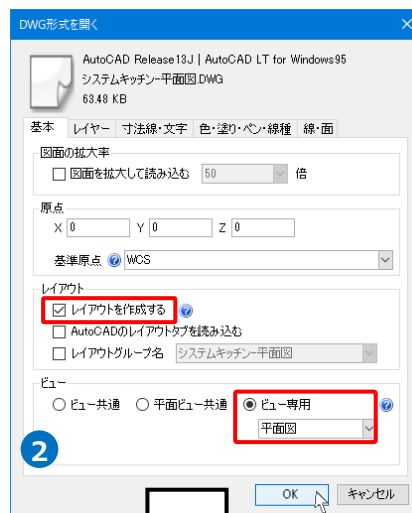 DWG形式を開く
AutoCAD Release13J | AutoCAD LT for Windows95
システムキッチン-平面図.DWG
63.48 KB
基本 レイヤー 寸法線・文字 色・塗り・ペン・線種 線・面
図面の拡大率
図面を拡大して読み込む 50 倍
原点
X 0 Y 0 Z 0
基準原点 WCS
レイアウト
レイアウトを作成する
AutoCADのレイアウトタブを読み込む
レイアウトグループ名 システムキッチン-平面図
ビュー
ビュー共通 平面ビュー共通 ビュー専用
平面図
2
OK キャンセル